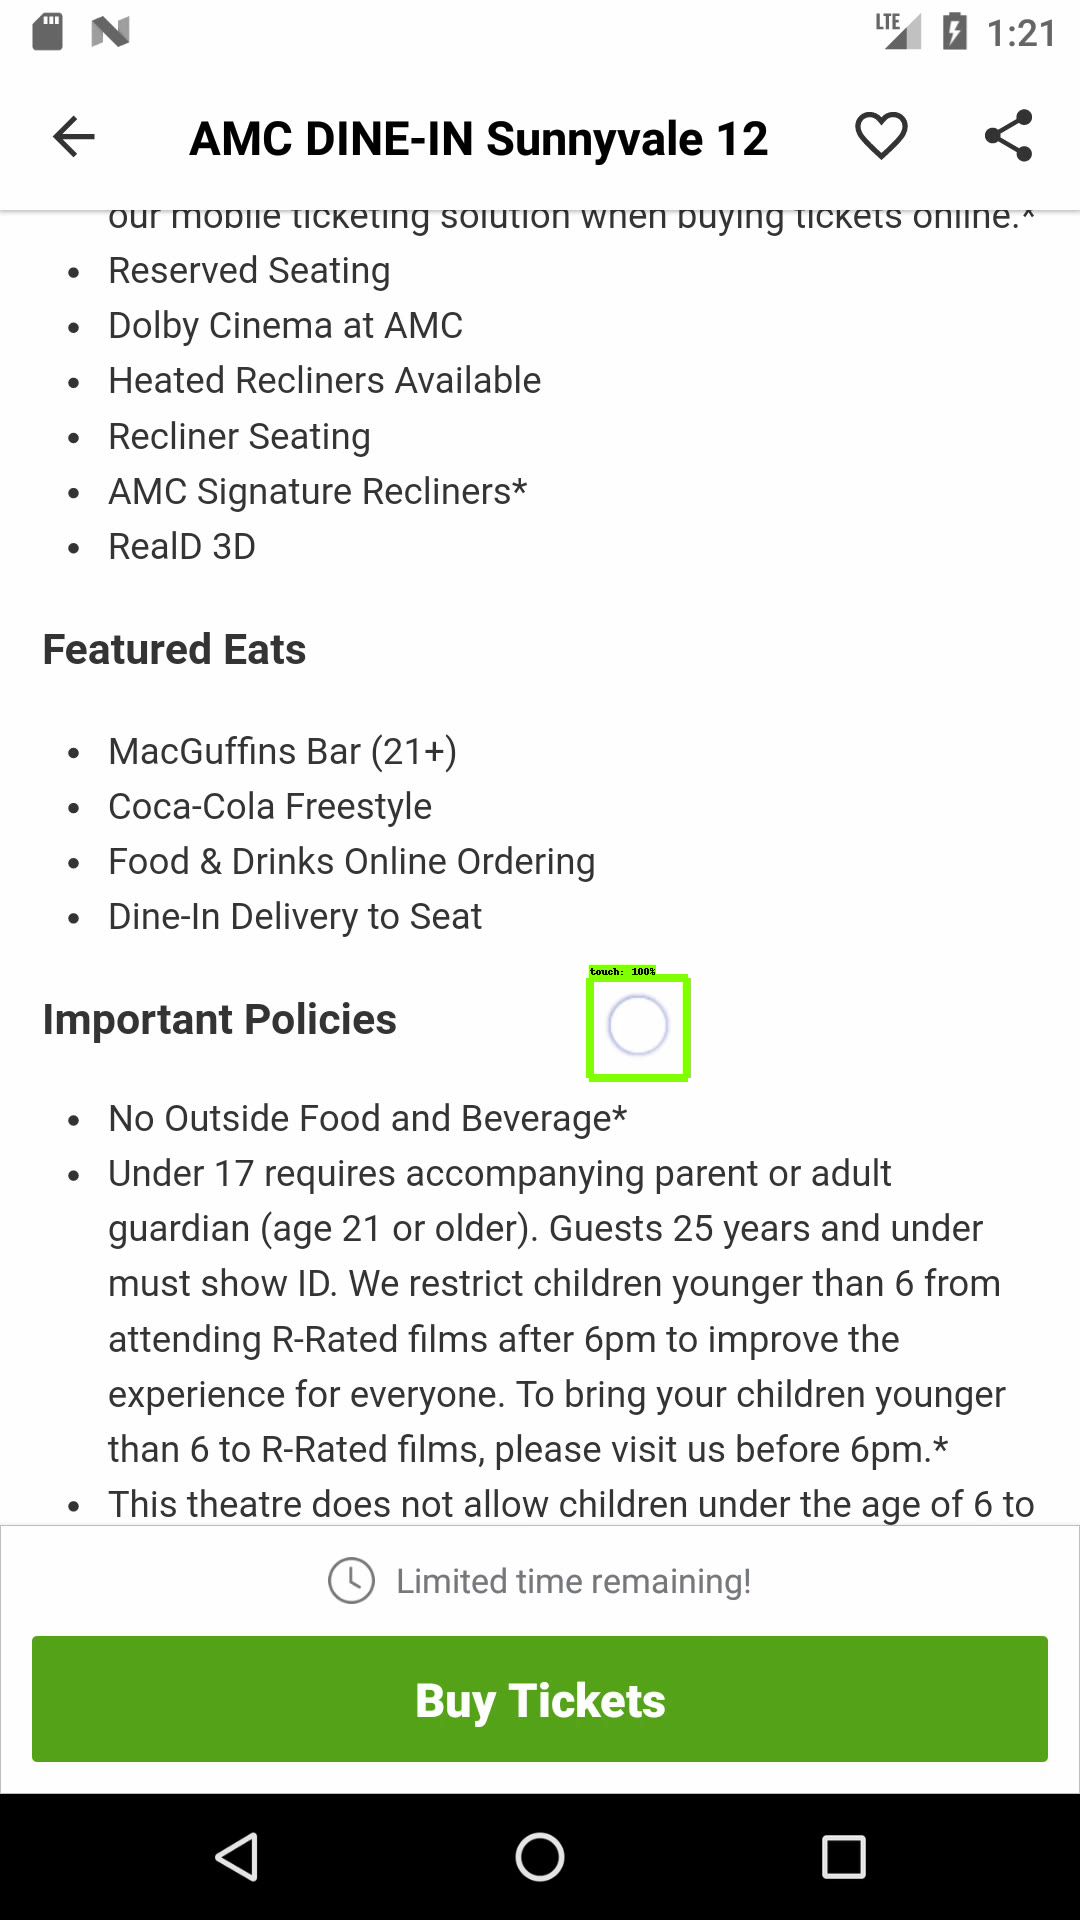 LTE 1:21
AMC DINE-IN Sunnyvale 12
our mobile ticketing solution when buying tickets online.*
• Reserved Seating
• Dolby Cinema at AMC
• Heated Recliners Available
• Recliner Seating
• AMC Signature Recliners*
• RealD 3D
Featured Eats
• MacGuffins Bar (21+)
• Coca-Cola Freestyle
• Food & Drinks Online Ordering
• Dine-In Delivery to Seat
touch: 100%
Important Policies
• No Outside Food and Beverage*
• Under 17 requires accompanying parent or adult
guardian (age 21 or older). Guests 25 years and under
must show ID. We restrict children younger than 6 from
attending R-Rated films after 6pm to improve the
experience for everyone. To bring your children younger
than 6 to R-Rated films, please visit us before 6pm.*
• This theatre does not allow children under the age of 6 to
Limited time remaining!
Buy Tickets